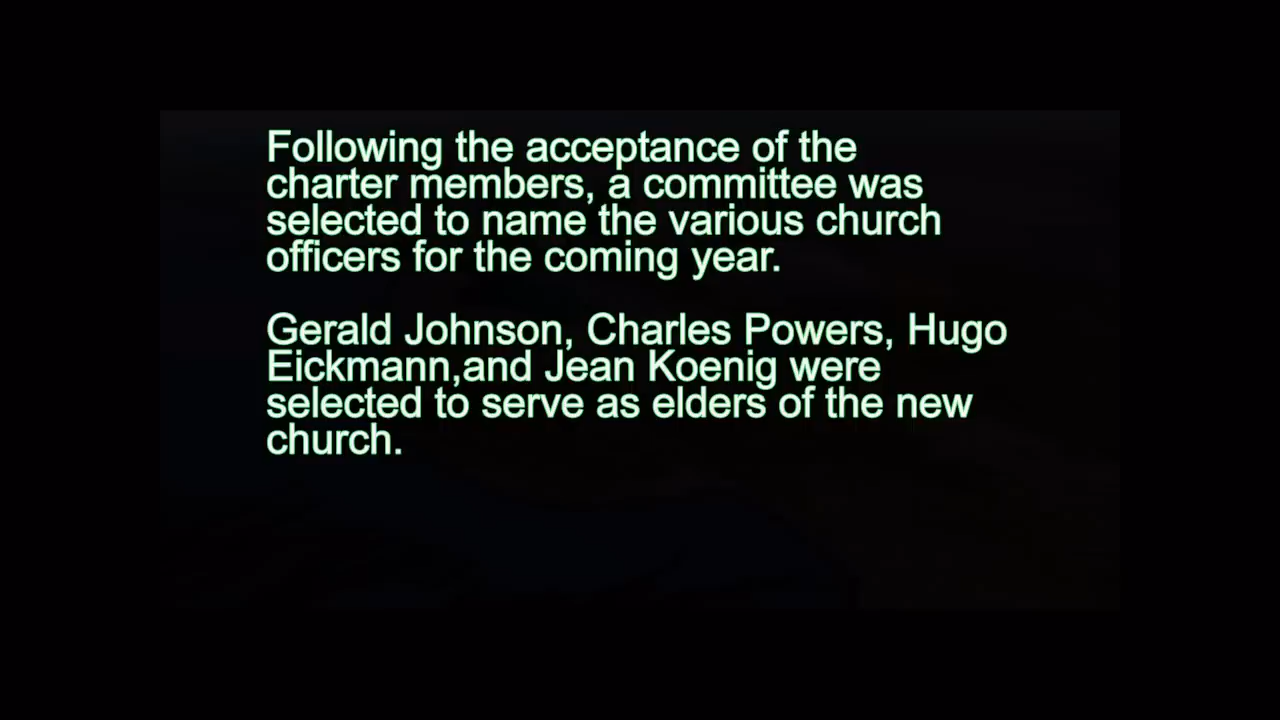 Following the acceptance of the
charter members, a committee was
selected to name the various church
officers for the coming year.
Gerald Johnson, Charles Powers, Hugo
Eickmann,and Jean Koenig were
selected to serve as elders of the new
church.